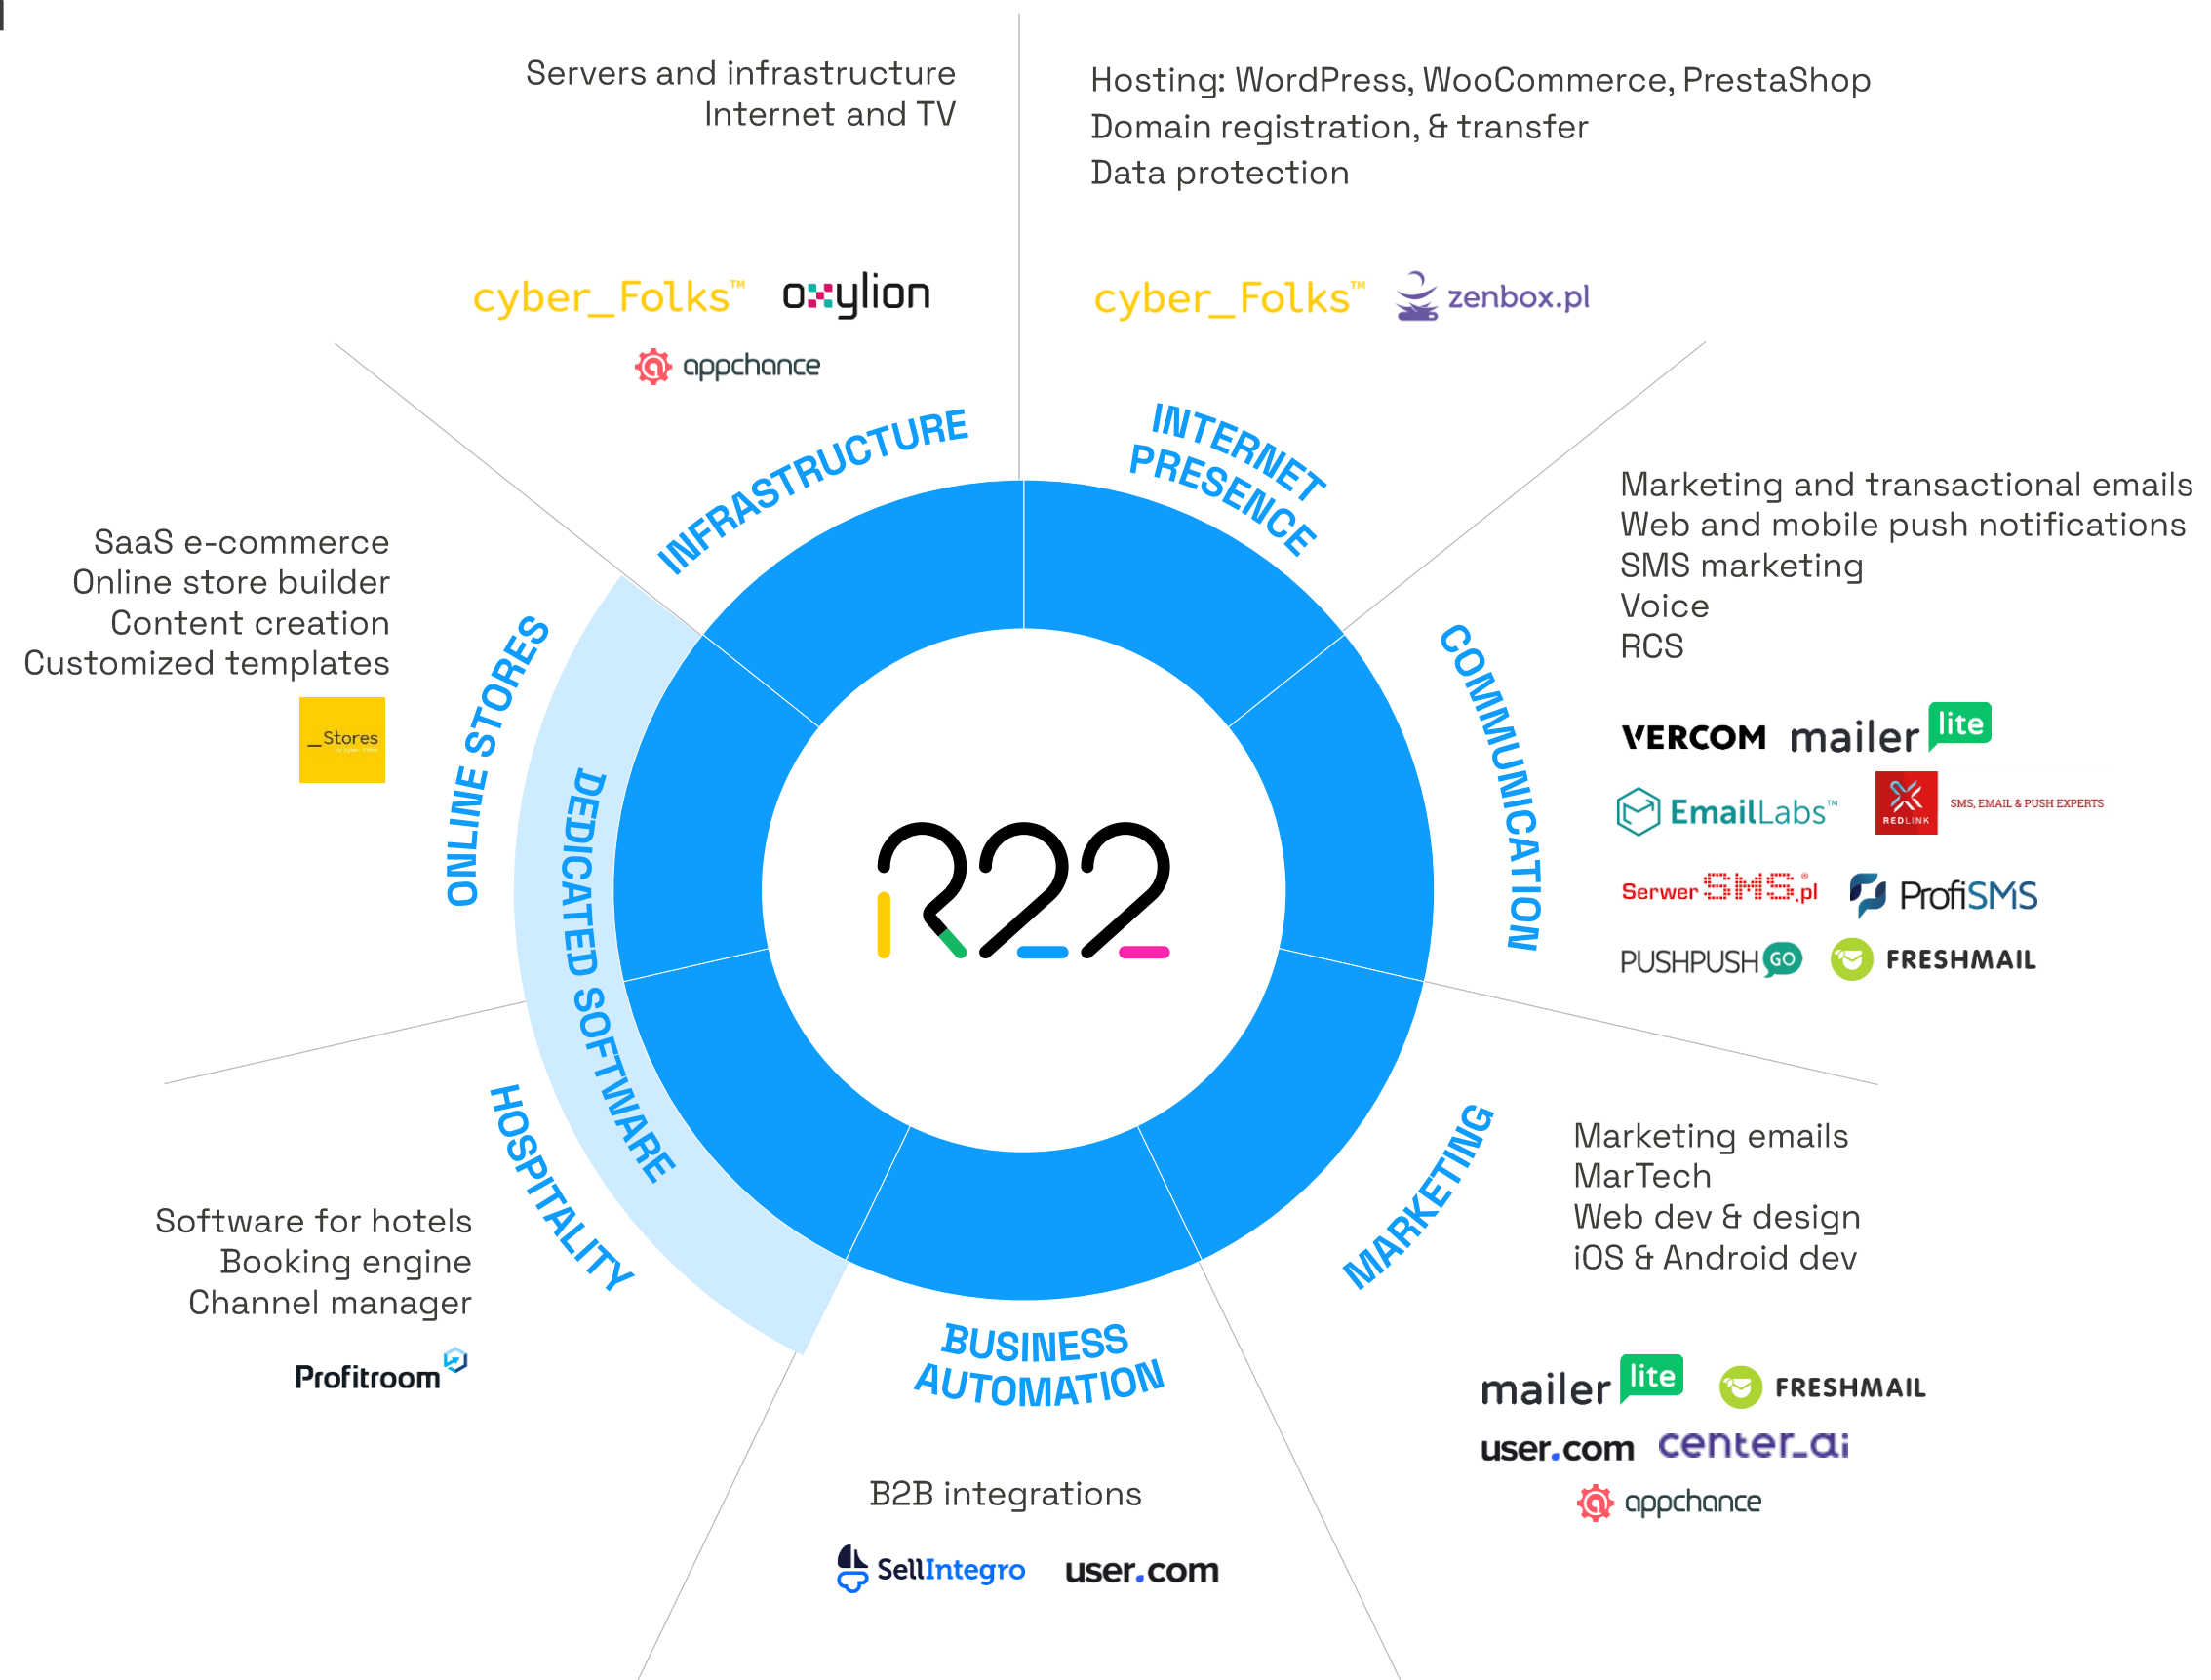 Servers and infrastructure
Internet and TV
cyber_Folks™
oxylion
appchance
INFRASTRUCTURE
Hosting: WordPress, WooCommerce, PrestaShop
Domain registration, & transfer
Data protection
cyber_Folks™
zenbox.pl
INTERNET
PRESENCE
Marketing and transactional emails
Web and mobile push notifications
SMS marketing
Voice
RCS
VERCOM
mailer lite
EmailLabs™
REDLINK
SMS, EMAIL & PUSH EXPERTS
SerwerSMS.pl®
ProfiSMS
PUSHPUSH GO
FRESHMAIL
COMMUNICATION
Marketing emails
MarTech
Web dev & design
iOS & Android dev
mailer lite
FRESHMAIL
user.com
center_ai
appchance
MARKETING
BUSINESS
AUTOMATION
B2B integrations
SellIntegro
user.com
HOSPITALITY
Software for hotels
Booking engine
Channel manager
Profitroom
ONLINE STORES
SaaS e-commerce
Online store builder
Content creation
Customized templates
_Stores
by cyber_Folks
DEDICATED SOFTWARE
R22